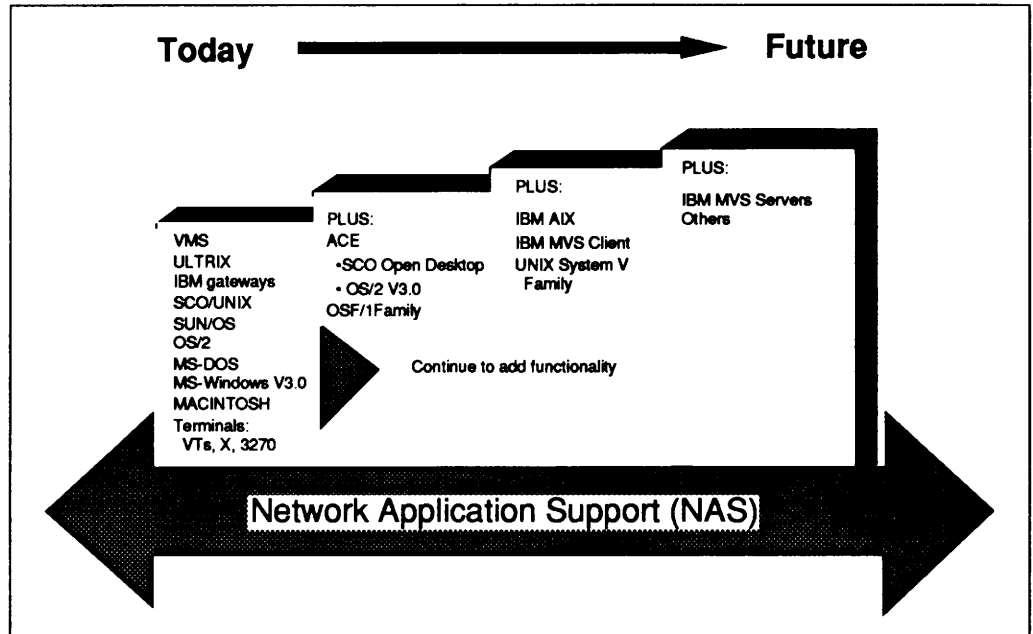 Today
Future
VMS
ULTRIX
IBM gateways
SCO/UNIX
SUN/OS
OS/2
MS-DOS
MS-Windows V3.0
MACINTOSH
Terminals:
VTs, X, 3270
PLUS:
ACE
•SCO Open Desktop
• OS/2 V3.0
OSF/1Family
PLUS:
IBM AIX
IBM MVS Client
UNIX System V
Family
PLUS:
IBM MVS Servers
Others
Continue to add functionality
Network Application Support (NAS)